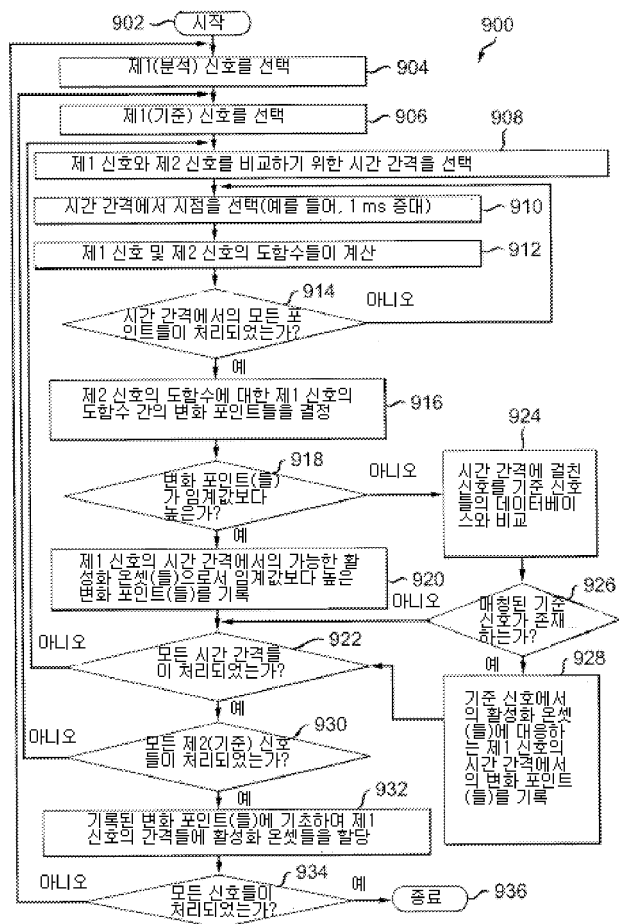 902
시작
900
제1(분석) 신호를 선택
904
제1(기준) 신호를 선택
906
908
제1 신호와 제2 신호를 비교하기 위한 시간 간격을 선택
시간 간격에서 시점을 선택(예를 들어, 1 ms 증대)
910
제1 신호 및 제2 신호의 도함수들이 계산
912
914
아니오
시간 간격에서의 모든 포
인트들이 처리되었는가?
예
제2 신호의 도함수에 대한 제1 신호의
도함수 간의 변화 포인트들을 결정
916
918
변화 포인트(들)
가 임계값보다
높은가?
아니오
924
시간 간격에 걸친
신호를 기준 신호
들의 데이터베이
스와 비교
예
제1 신호의 시간 간격에서의 가능한 활
성화 온셋(들)으로서 임계값보다 높은
변화 포인트(들)를 기록
920
아니오
926
매칭된 기준
신호가 존재
하는가?
아니오
922
모든 시간 간격들
이 처리되었는가?
예
928
기준 신호에서
의 활성화 온셋
(들)에 대응하
는 제1 신호의
시간 간격에서
의 변화 포인트
(들)를 기록
예
아니오
930
모든 제2(기준) 신호
들이 처리되었는가?
예
932
기록된 변화 포인트(들)에 기초하여 제1
신호의 간격들에 활성화 온셋들을 할당
아니오
934
모든 신호들이
처리되었는가?
예
종료
936